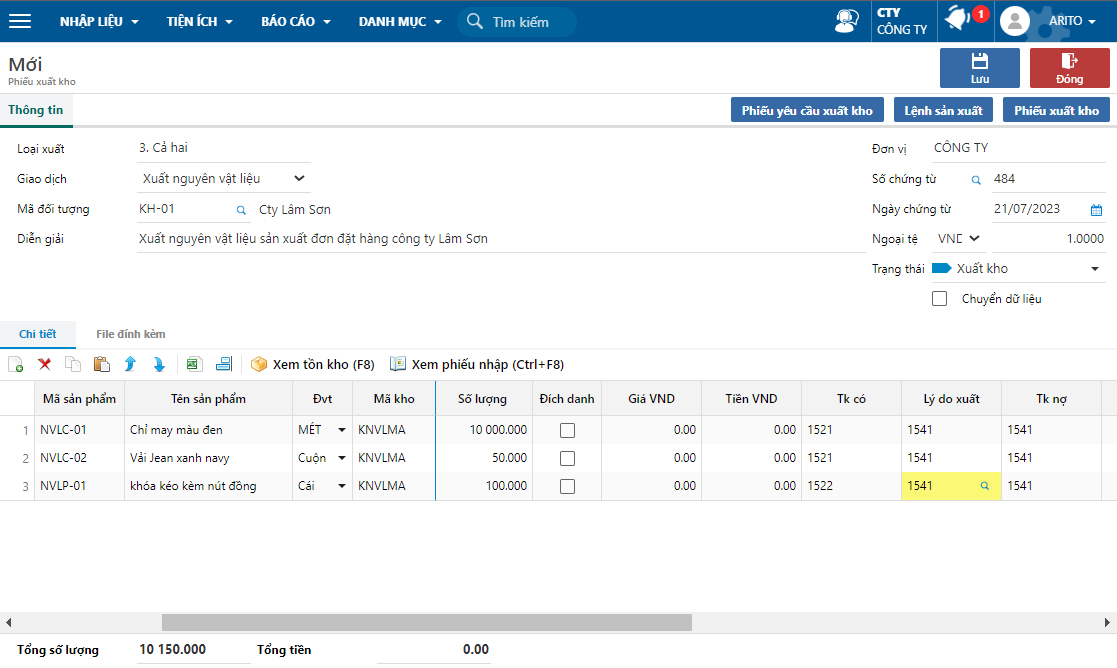 NHẬP LIỆU TIỆN ÍCH BÁO CÁO DANH MỤC Tìm kiếm CTY CÔNG TY 1 ARITO
Mới
Phiếu xuất kho
Lưu Đóng
Thông tin Phiếu yêu cầu xuất kho Lệnh sản xuất Phiếu xuất kho
Loại xuất 3. Cả hai Đơn vị CÔNG TY
Giao dịch Xuất nguyên vật liệu Số chứng từ 484
Mã đối tượng KH-01 Cty Lâm Sơn Ngày chứng từ 21/07/2023
Diễn giải Xuất nguyên vật liệu sản xuất đơn đặt hàng công ty Lâm Sơn Ngoại tệ VND 1.0000
Trạng thái Xuất kho
Chuyển dữ liệu
Chi tiết File đính kèm
Xem tồn kho (F8) Xem phiếu nhập (Ctrl+F8)
Mã sản phẩm Tên sản phẩm Đvt Mã kho Số lượng Đích danh Giá VND Tiền VND Tk có Lý do xuất Tk nợ
1 NVLC-01 Chỉ may màu đen MÉT KNVLMA 10 000.000 0.00 0.00 1521 1541 1541
2 NVLC-02 Vải Jean xanh navy Cuộn KNVLMA 50.000 0.00 0.00 1521 1541 1541
3 NVLP-01 khóa kéo kèm nút đồng Cái KNVLMA 100.000 0.00 0.00 1522 1541 1541
Tổng số lượng 10 150.000 Tổng tiền 0.00